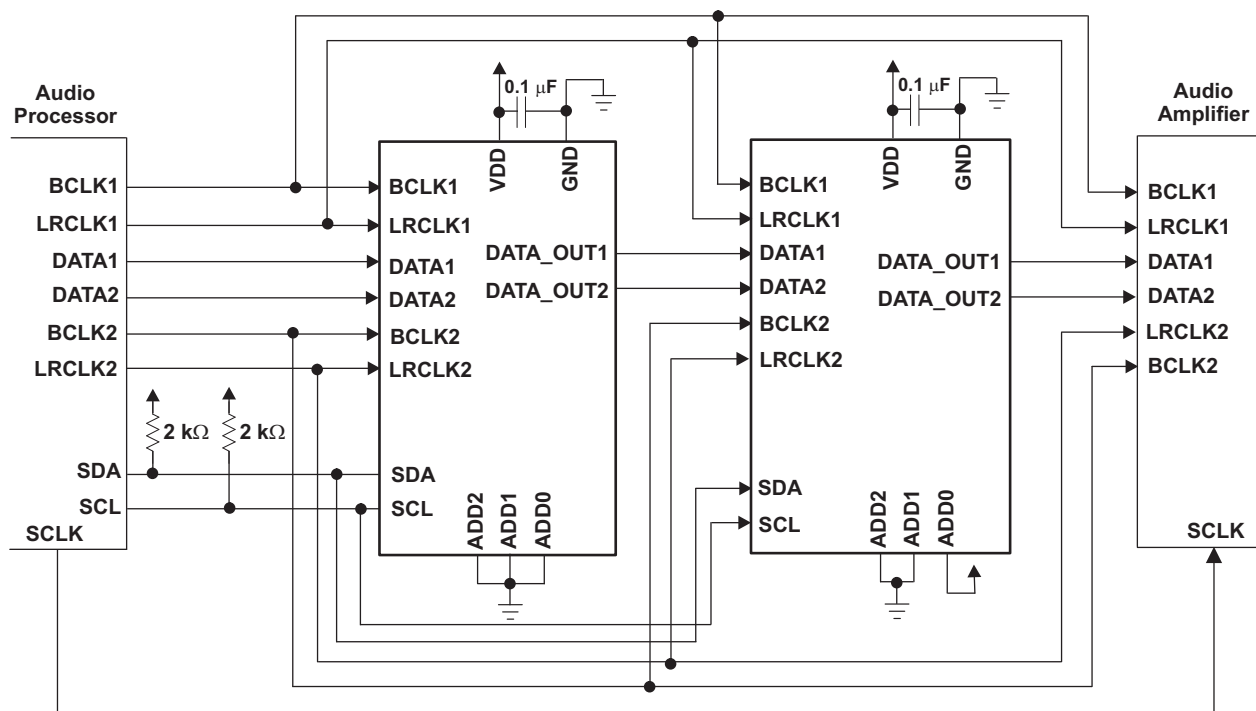 Audio
Processor
BCLK1
LRCLK1
DATA1
DATA2
BCLK2
LRCLK2
2 kΩ
2 kΩ
SDA
SCL
SCLK
0.1 μF
VDD
GND
BCLK1
LRCLK1
DATA1
DATA2
BCLK2
LRCLK2
DATA_OUT1
DATA_OUT2
SDA
SCL
ADD2
ADD1
ADD0
0.1 μF
VDD
GND
BCLK1
LRCLK1
DATA1
DATA2
BCLK2
LRCLK2
DATA_OUT1
DATA_OUT2
SDA
SCL
ADD2
ADD1
ADD0
Audio
Amplifier
BCLK1
LRCLK1
DATA1
DATA2
LRCLK2
BCLK2
SCLK